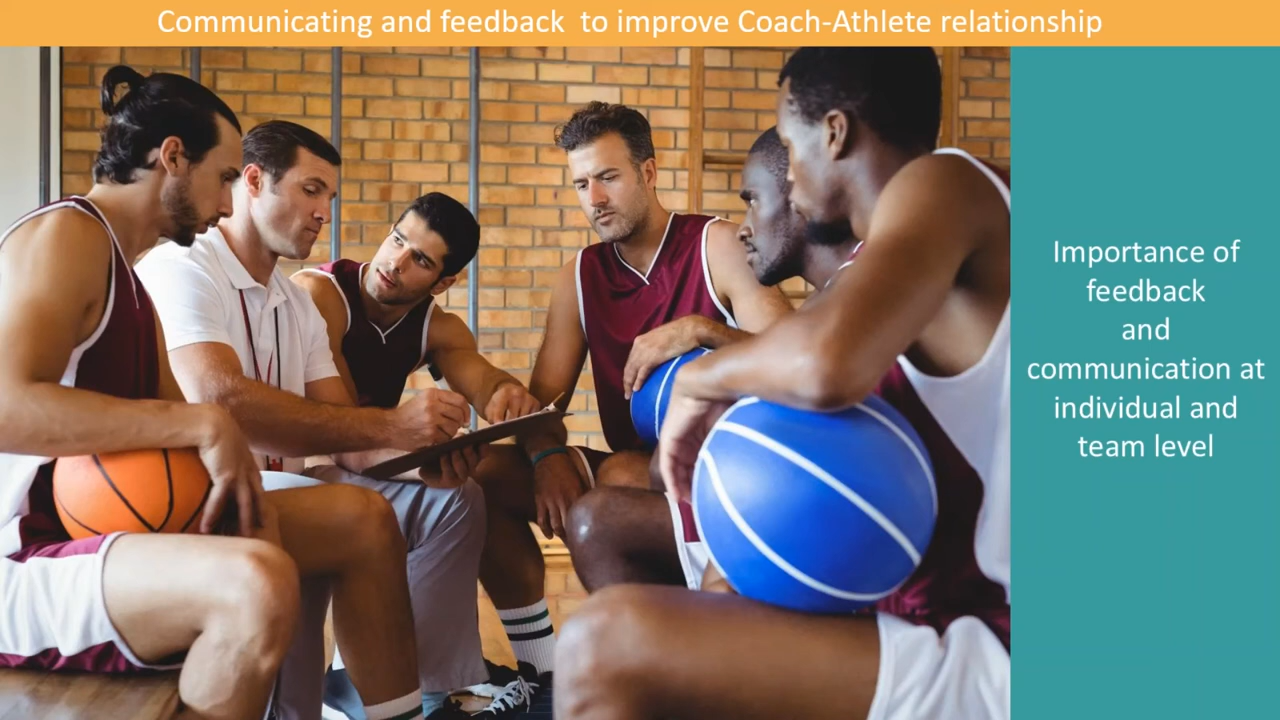 Communicating and feedback  to improve Coach-Athlete relationship
Importance of
feedback
and
communication at
individual and
team level